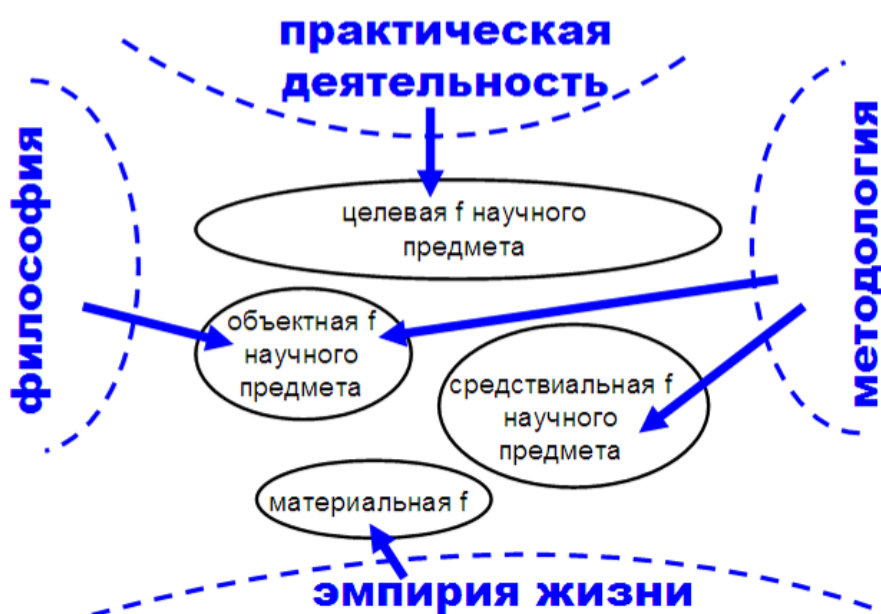 практическая
деятельность
философия
методология
целевая f научного
предмета
объектная f
научного
предмета
средствиальная f
научного
предмета
материальная f
эмпирия жизни